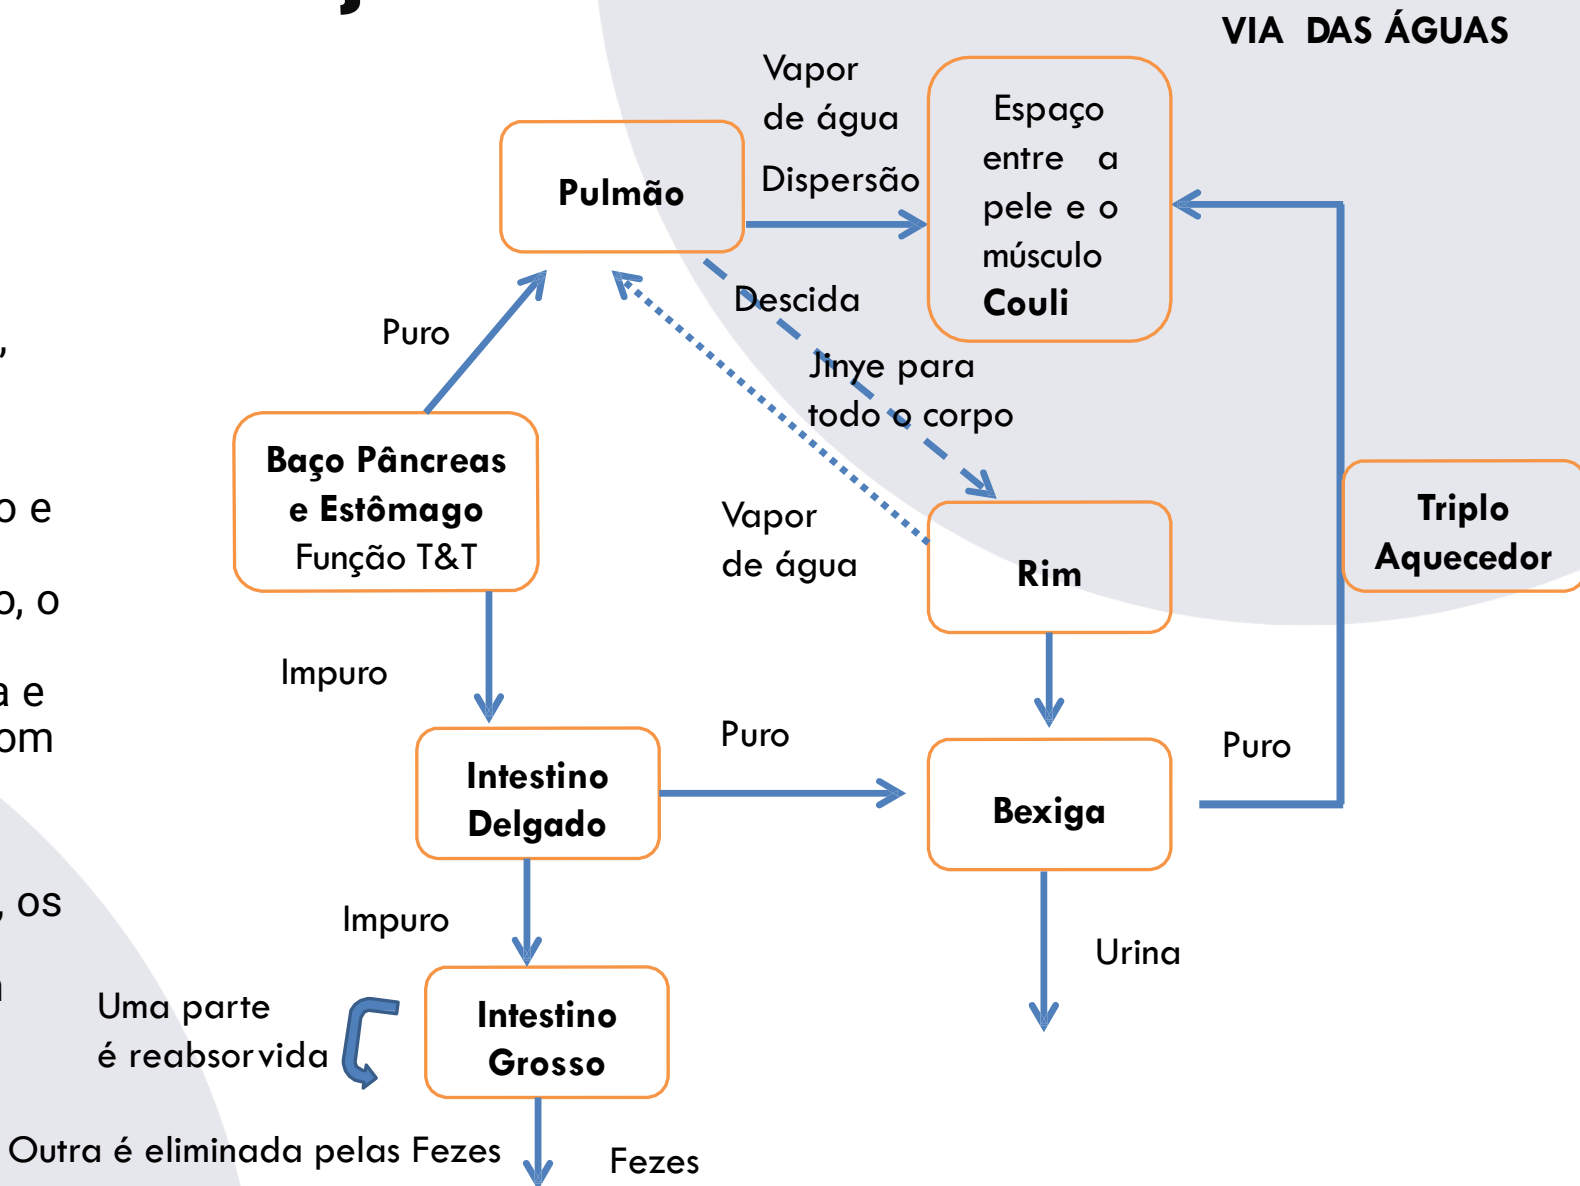 VIA DAS ÁGUAS
Vapor
de água
Dispersão
Espaço
entre a
pele e o
músculo
Couli
Pulmão
Descida
Puro
Jinye para
todo o corpo
,
Baço Pâncreas
e Estômago
Função T&T
o e
o, o
a e
om
Vapor
de água
Rim
Triplo
Aquecedor
Impuro
Puro
Puro
Intestino
Delgado
Bexiga
, os
Impuro
Urina
Uma parte
é reabsorvida
Intestino
Grosso
Outra é eliminada pelas Fezes
Fezes